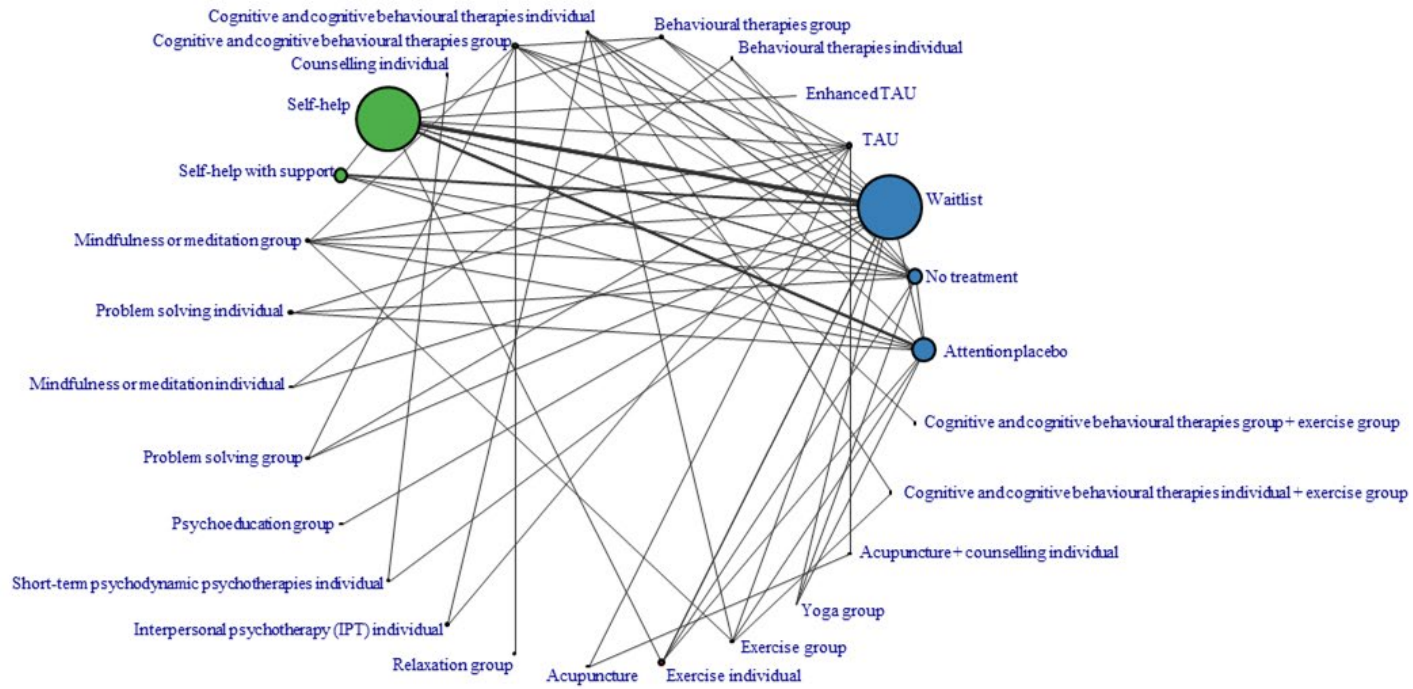 Cognitive and cognitive behavioural therapies individual
Behavioural therapies group
Cognitive and cognitive behavioural therapies group
Behavioural therapies individual
Counselling individual
Enhanced TAU
Self-help
TAU
Self-help with support
Waitlist
Mindfulness or meditation group
No treatment
Problem solving individual
Attention placebo
Mindfulness or meditation individual
Cognitive and cognitive behavioural therapies group + exercise group
Problem solving group
Cognitive and cognitive behavioural therapies individual + exercise group
Psychoeducation group
Acupuncture + counselling individual
Short-term psychodynamic psychotherapies individual
Yoga group
Interpersonal psychotherapy (IPT) individual
Exercise group
Relaxation group
Acupuncture
Exercise individual